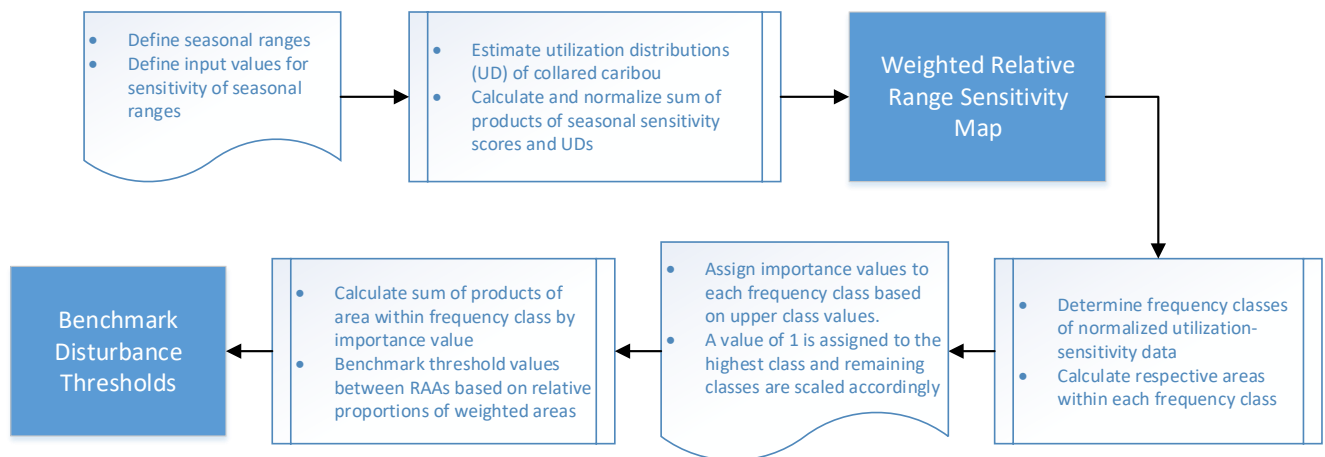 • Define seasonal ranges
• Define input values for
sensitivity of seasonal
ranges
• Estimate utilization distributions
(UD) of collared caribou
• Calculate and normalize sum of
products of seasonal sensitivity
scores and UDs
Weighted Relative
Range Sensitivity
Map
• Determine frequency classes
of normalized utilization-
sensitivity data
• Calculate respective areas
within each frequency class
• Assign importance values to
each frequency class based
on upper class values.
• A value of 1 is assigned to the
highest class and remaining
classes are scaled accordingly
• Calculate sum of products of
area within frequency class by
importance value
• Benchmark threshold values
between RAAs based on relative
proportions of weighted areas
Benchmark
Disturbance
Thresholds